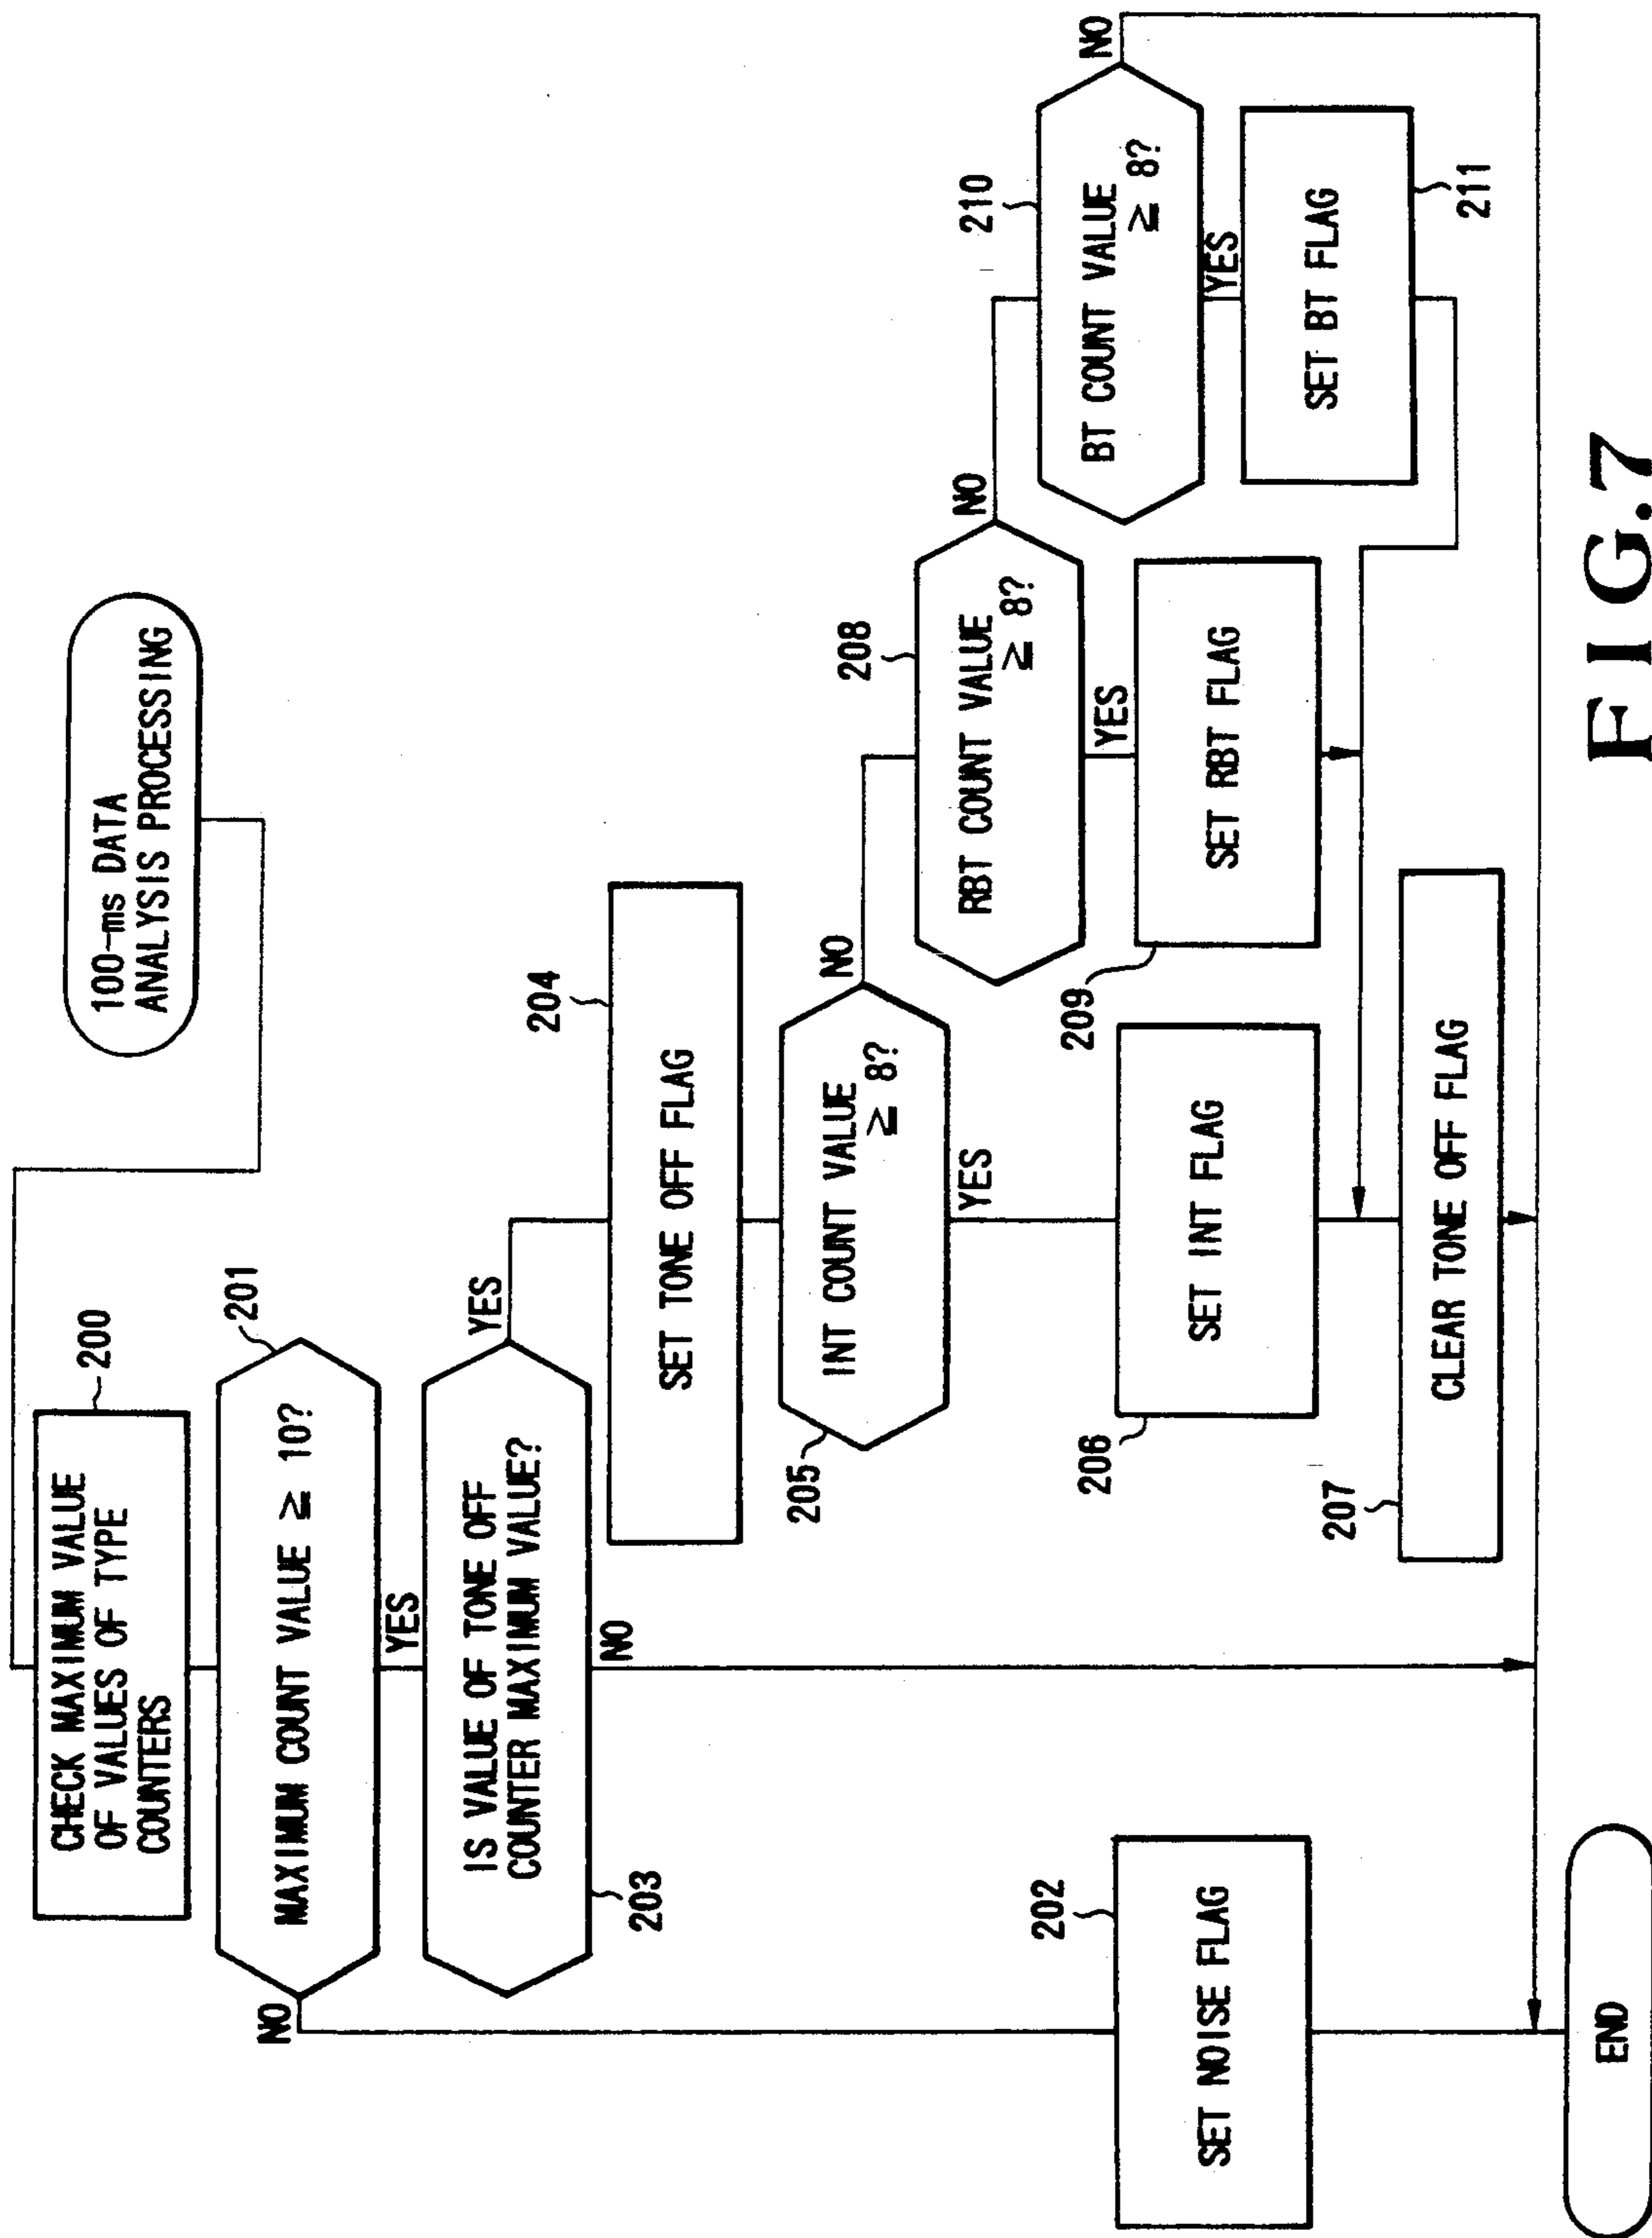 100-ms DATA
ANALYSIS PROCESSING
200
CHECK MAXIMUM VALUE
OF VALUES OF TYPE
COUNTERS
201
MAXIMUM COUNT VALUE ≧ 10?
NO
YES
IS VALUE OF TONE OFF
COUNTER MAXIMUM VALUE?
203
YES
NO
204
SET TONE OFF FLAG
205
INT COUNT VALUE
≧ 8?
NO
YES
208
RBT COUNT VALUE
≧ 8?
NO
YES
210
BT COUNT VALUE
≧ 8?
NO
YES
202
SET NOISE FLAG
206
SET INT FLAG
209
SET RBT FLAG
SET BT FLAG
211
207
CLEAR TONE OFF FLAG
END
FIG.7